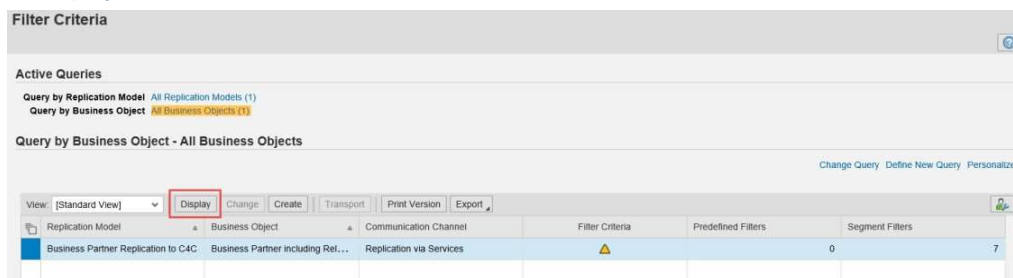 Filter Criteria
Active Queries
Query by Replication Model All Replication Models (1)
Query by Business Object All Business Objects (1)
Query by Business Object - All Business Objects
Change Query Define New Query Personalize
View: [Standard View] Display Change Create Transport Print Version Export
Replication Model Business Object Communication Channel Filter Criteria Predefined Filters Segment Filters
Business Partner Replication to C4C Business Partner including Rel... Replication via Services 0 7